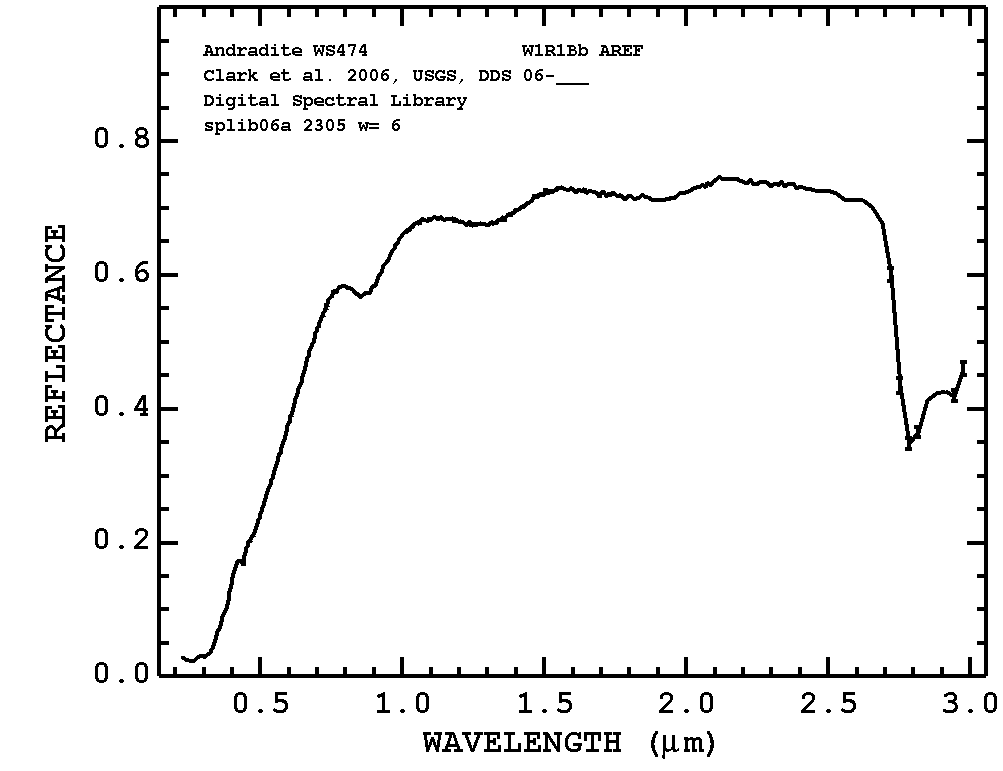 Andradite WS474 W1R1Bb AREF
Clark et al. 2006, USGS, DDS 06-___
Digital Spectral Library
splib06a 2305 w= 6
REFLECTANCE
0.8
0.6
0.4
0.2
0.0
0.5 1.0 1.5 2.0 2.5 3.0
WAVELENGTH (μm)